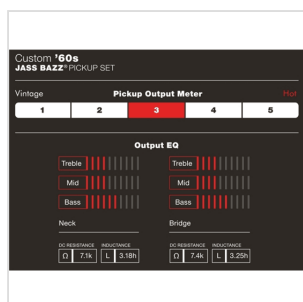 Custom '60s
JASS BAZZ® PICKUP SET
Vintage Pickup Output Meter Hot
1 2 3 4 5
Output EQ
Treble Treble
Mid Mid
Bass Bass
Neck Bridge
DC RESISTANCE INDUCTANCE DC RESISTANCE INDUCTANCE
Ω 7.1k L 3.18h Ω 7.4k L 3.25h